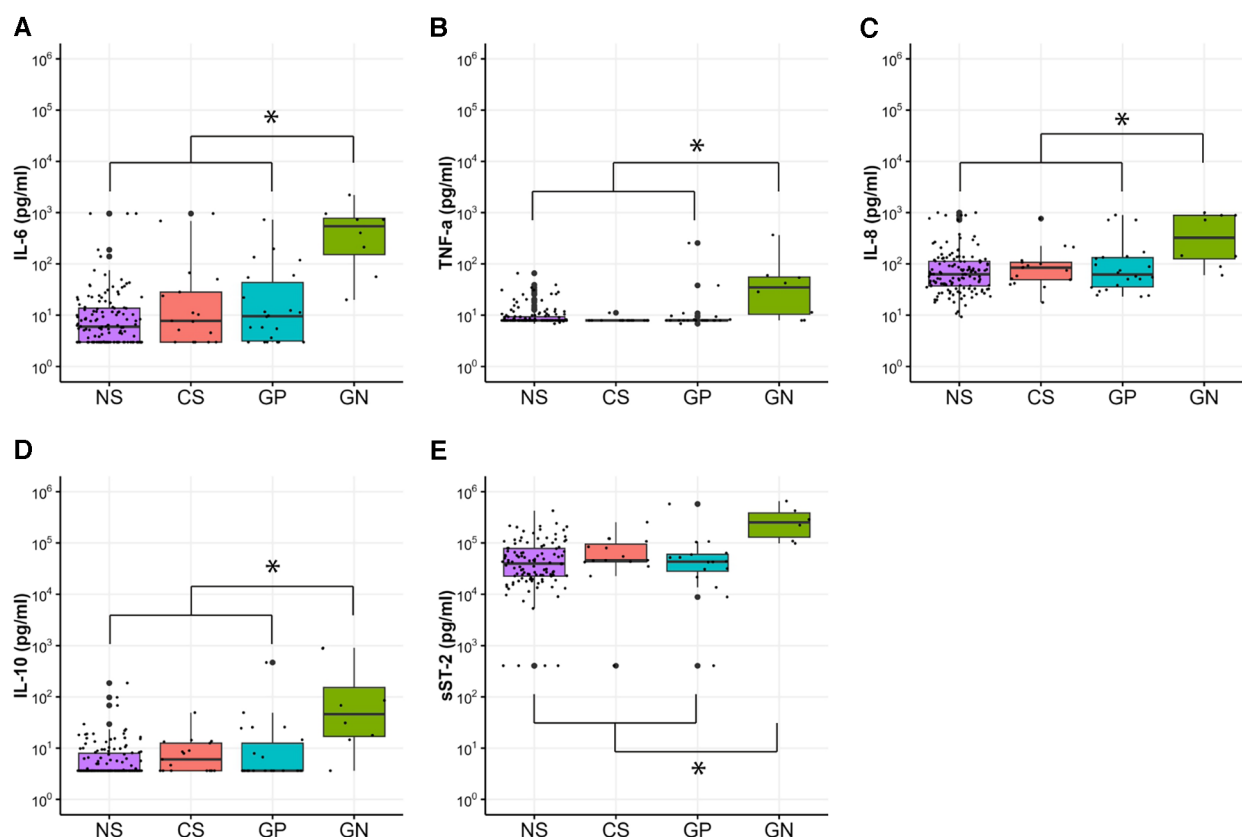 A
IL-6 (pg/ml)
10⁶
10⁵
10⁴
10³
10²
10¹
10⁰
*
NS CS GP GN
B
TNF-a (pg/ml)
10⁶
10⁵
10⁴
10³
10²
10¹
10⁰
*
NS CS GP GN
C
IL-8 (pg/ml)
10⁶
10⁵
10⁴
10³
10²
10¹
10⁰
*
NS CS GP GN
D
IL-10 (pg/ml)
10⁶
10⁵
10⁴
10³
10²
10¹
10⁰
*
NS CS GP GN
E
sST-2 (pg/ml)
10⁶
10⁵
10⁴
10³
10²
10¹
10⁰
*
NS CS GP GN